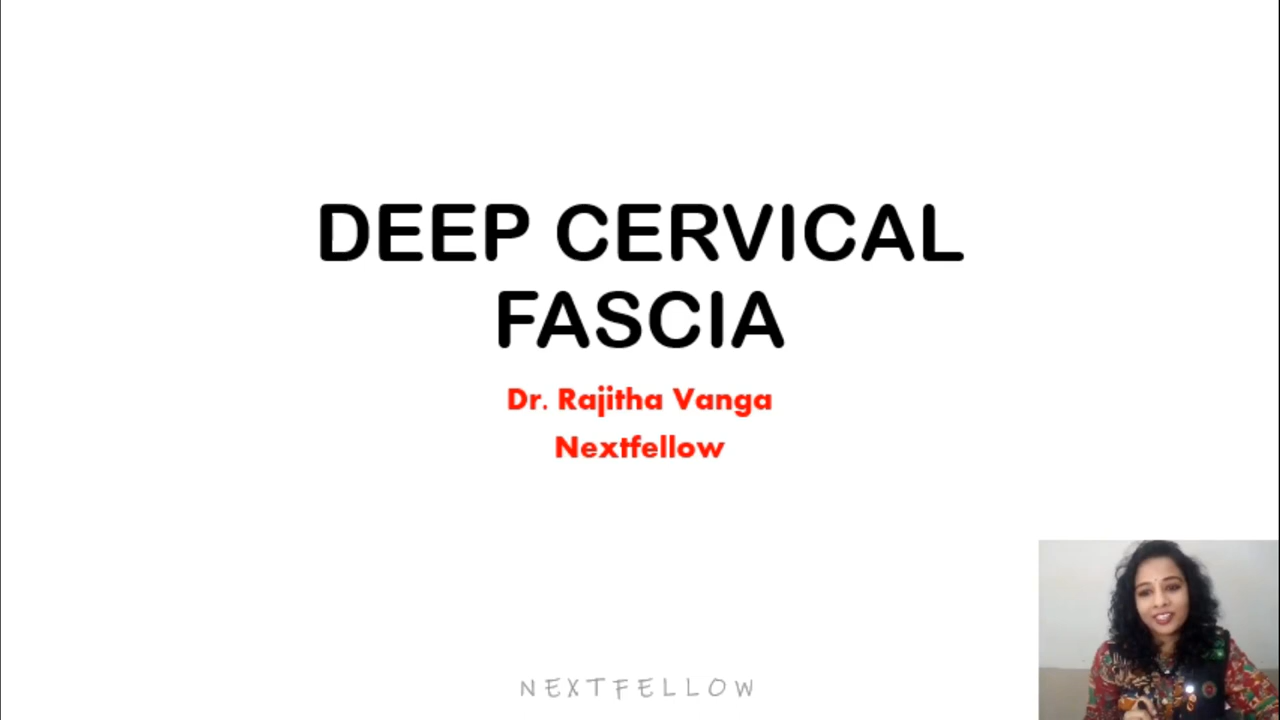 DEEP CERVICAL
FASCIA
Dr. Rajitha Vanga
Nextfellow
NEXTFELLOW